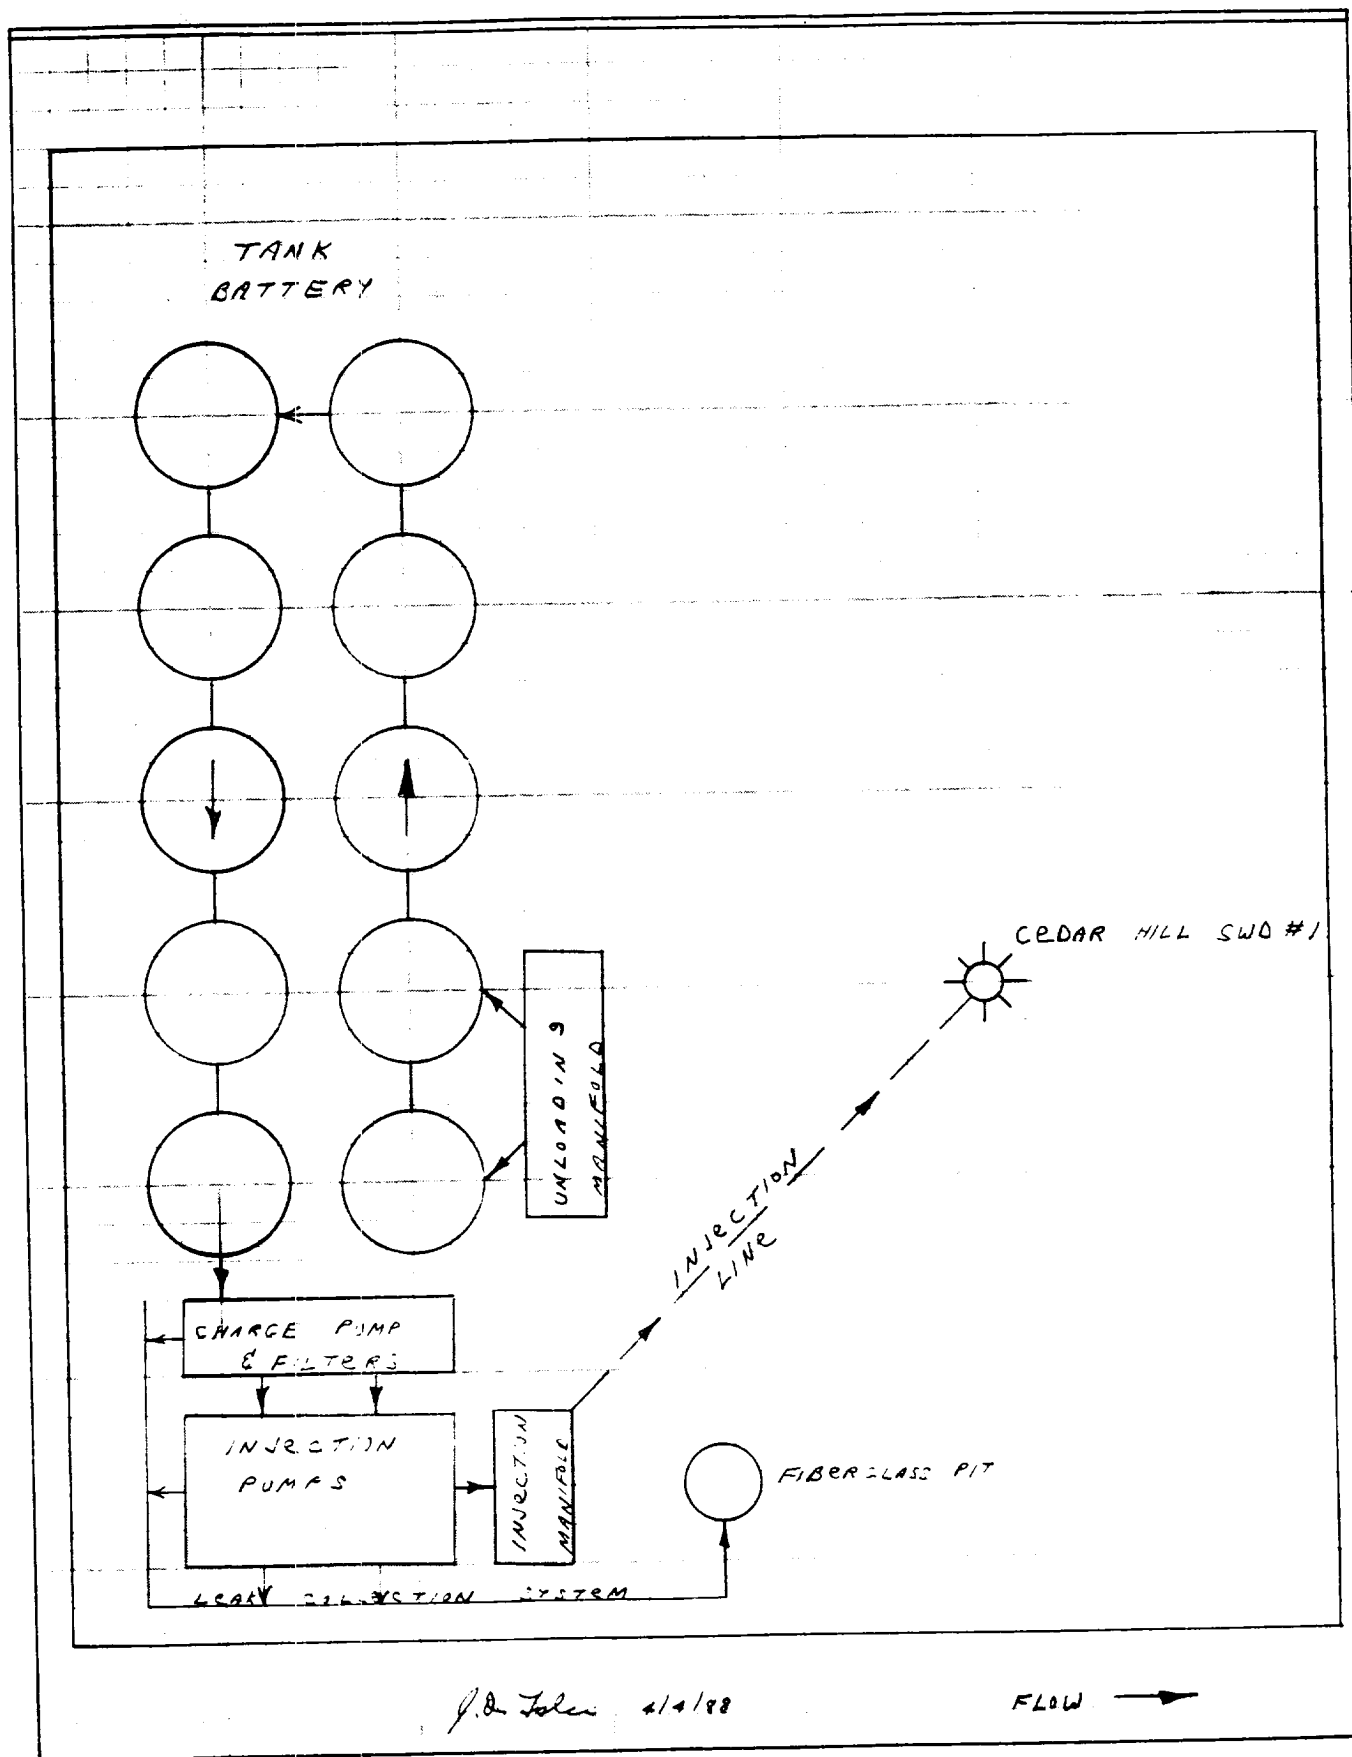 TANK
BATTERY
CEDAR HILL SWD #1
UNLOADING
MANIFOLD
INJECTION
LINE
CHARGE PUMP
& FILTERS
INJECTION
PUMPS
INJECTION
MANIFOLD
FIBERGLASS PIT
LEAK COLLECTION SYSTEM
4/4/88
FLOW